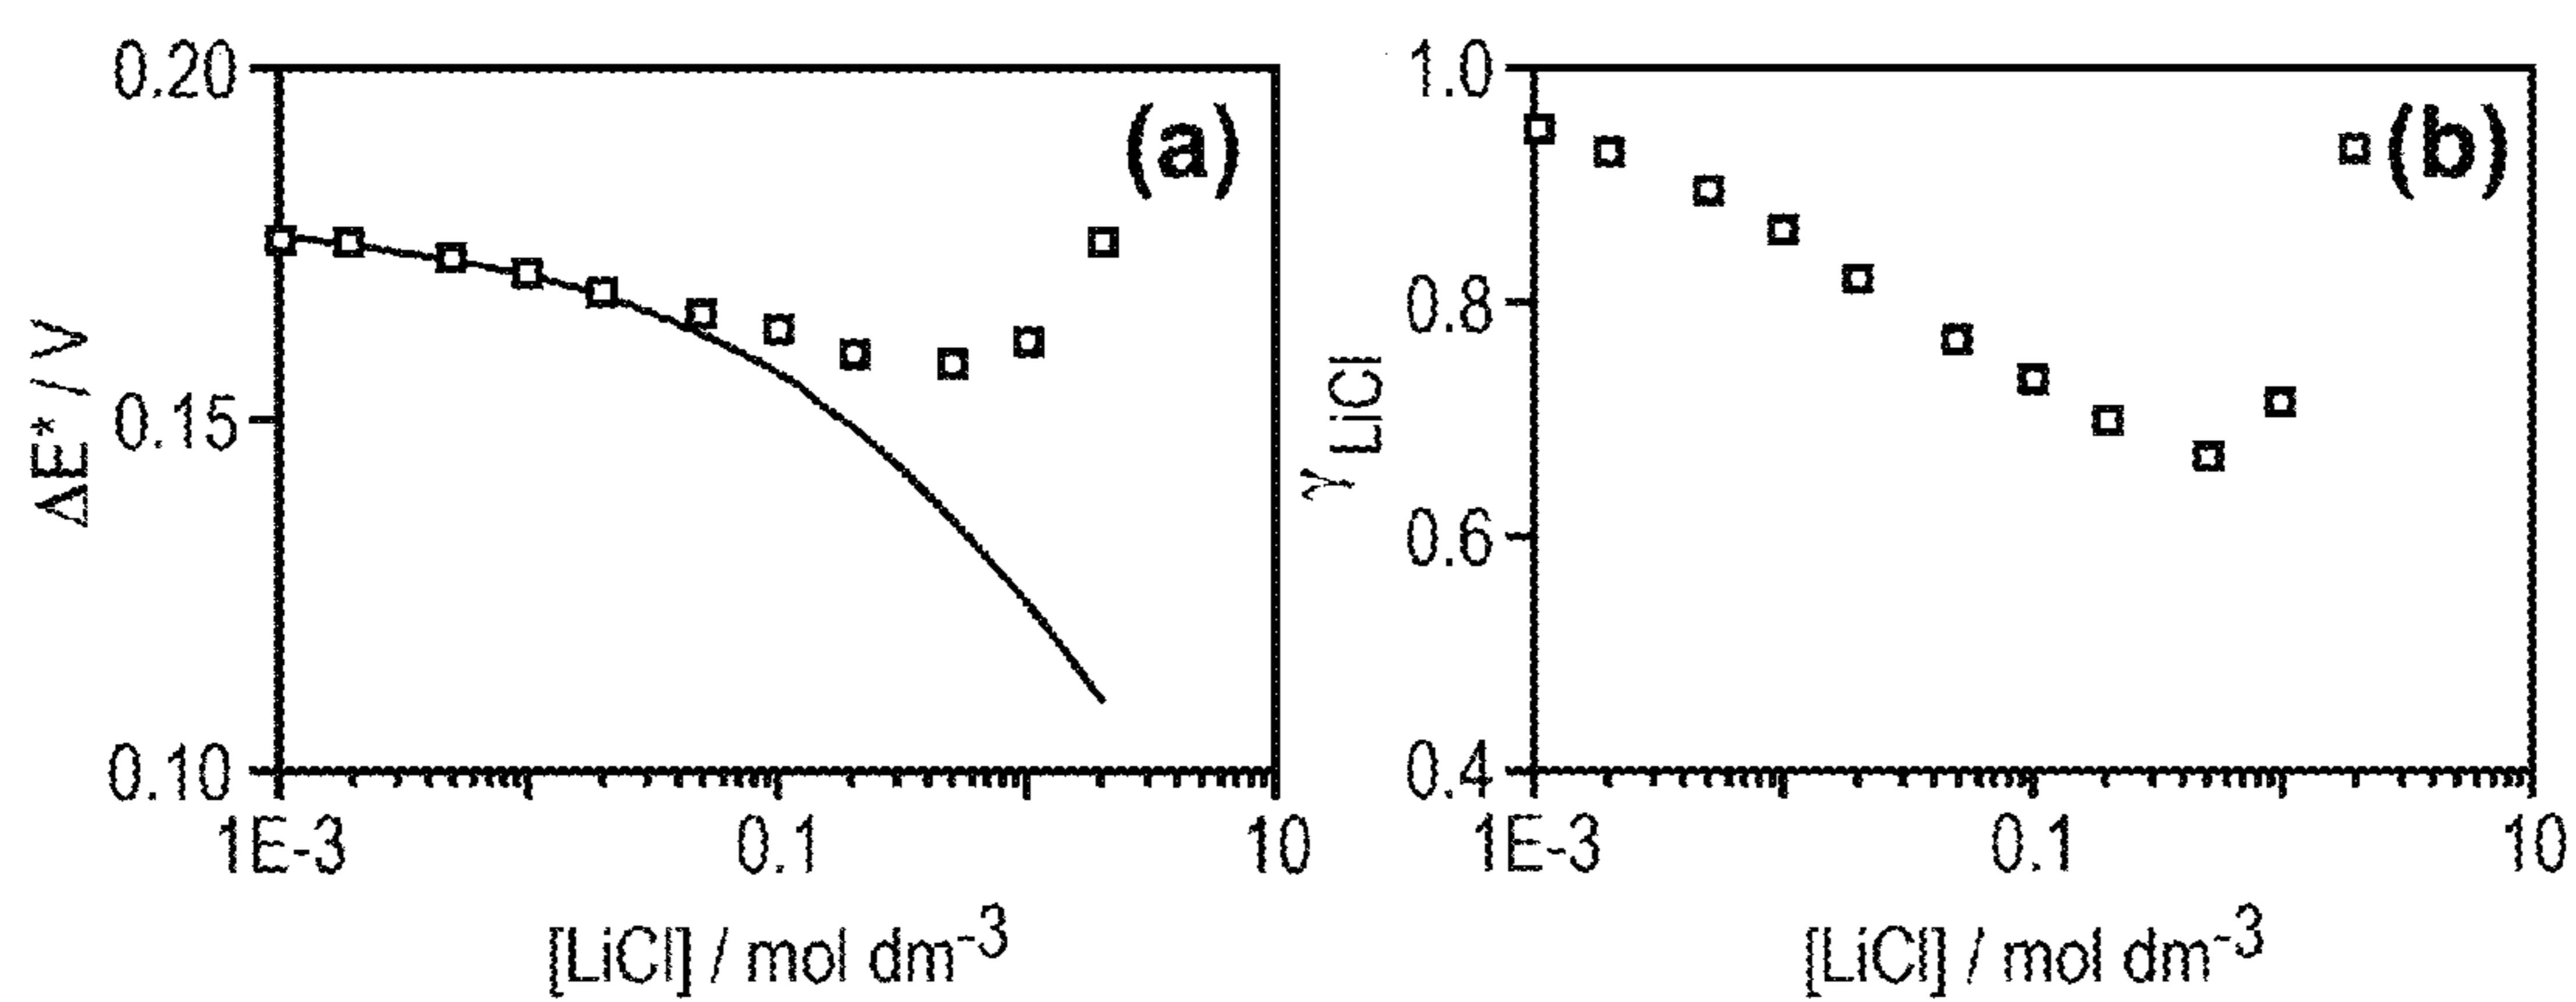 0.20
(a)
0.15
0.10
ΔE* / V
1E-3
0.1
10
[LiCl] / mol dm-3
1.0
(b)
0.8
0.6
0.4
γ LiCl
1E-3
0.1
10
[LiCl] / mol dm-3